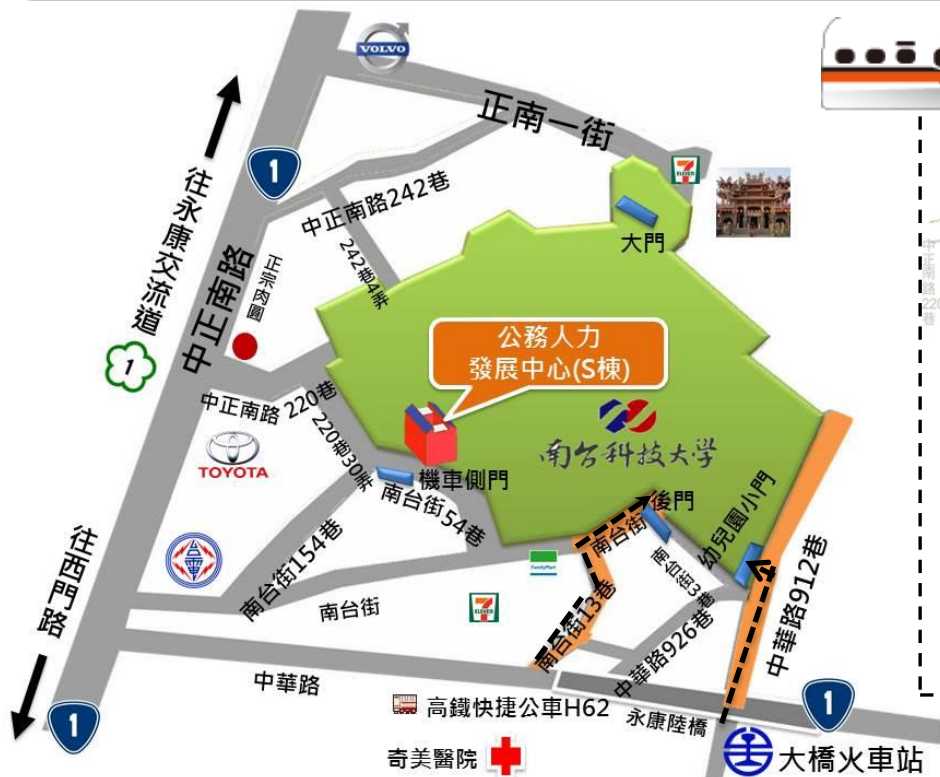 VOLVO
正南一街
1
7
ELEVEN
中正南路242巷
大門
往永康交流道
中正南路
正宗肉圓
242巷4弄
中正南路
220
巷
公務人力
發展中心(S棟)
1
中正南路 220巷
220巷30弄
TOYOTA
南台科技大學
機車側門
後門
幼兒園小門
南台街54巷
南台街
FamilyMart
南台街3巷
南台街154巷
南台街
7
ELEVEN
南台街13巷
中華路926巷
中華路912巷
往西門路
中華路
1
高鐵快捷公車H62
永康陸橋
1
奇美醫院
大橋火車站